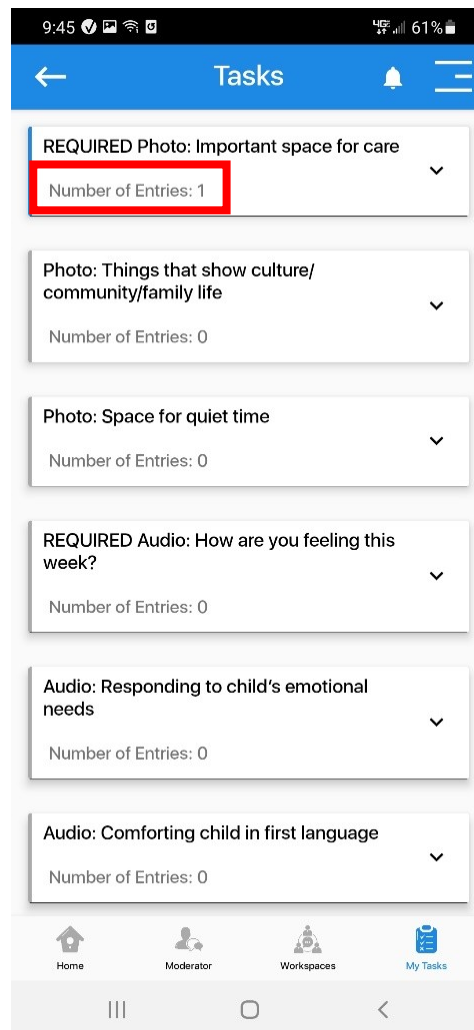 9:45
4GE 61%
Tasks
REQUIRED Photo: Important space for care
Number of Entries: 1
Photo: Things that show culture/
community/family life
Number of Entries: 0
Photo: Space for quiet time
Number of Entries: 0
REQUIRED Audio: How are you feeling this
week?
Number of Entries: 0
Audio: Responding to child’s emotional
needs
Number of Entries: 0
Audio: Comforting child in first language
Number of Entries: 0
Home Moderator Workspaces My Tasks